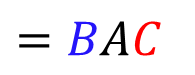 = BAC